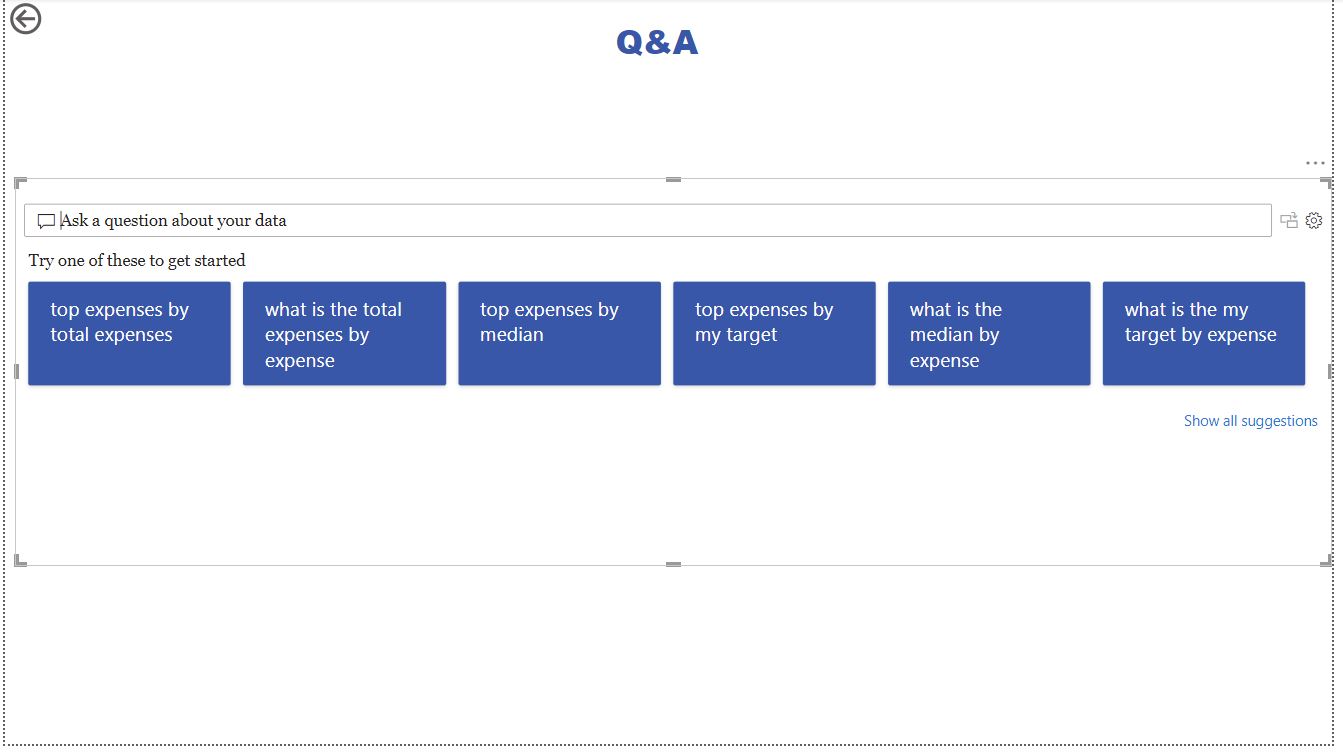 Q&A
Ask a question about your data
Try one of these to get started
top expenses by
total expenses
what is the total
expenses by
expense
top expenses by
median
top expenses by
my target
what is the
median by
expense
what is the my
target by expense
Show all suggestions